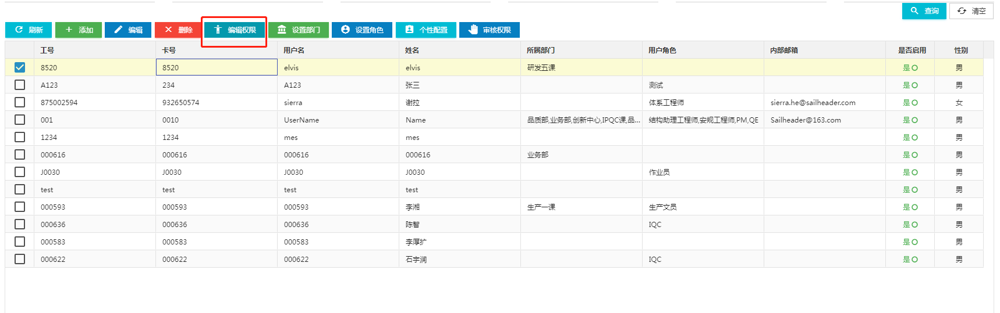 查询 清空
刷新 添加 编辑 删除 编辑权限 设置部门 设置角色 个性配置 审核权限
工号 卡号 用户名 姓名 所属部门 用户角色 内部邮箱 是否启用 性别
8520 8520 elvis elvis 研发五课 是 男
A123 234 A123 张三 测试 是 男
875002594 932650574 sierra 谢拉 体系工程师 sierra.he@sailheader.com 是 女
001 0010 UserName Name 品质部,业务部,创新中心,IPQC课,品... 结构助理工程师,安规工程师,PM,QE Sailheader@163.com 是 男
1234 1234 mes mes 是 男
000616 000616 000616 000616 业务部 是 男
J0030 J0030 J0030 J0030 作业员 是 男
test test test test 是 男
000593 000593 000593 李湘 生产一课 生产文员 是 男
000636 000636 000636 陈智 IQC 是 男
000583 000583 000583 李厚扩 是 男
000622 000622 000622 石宇润 IQC 是 男